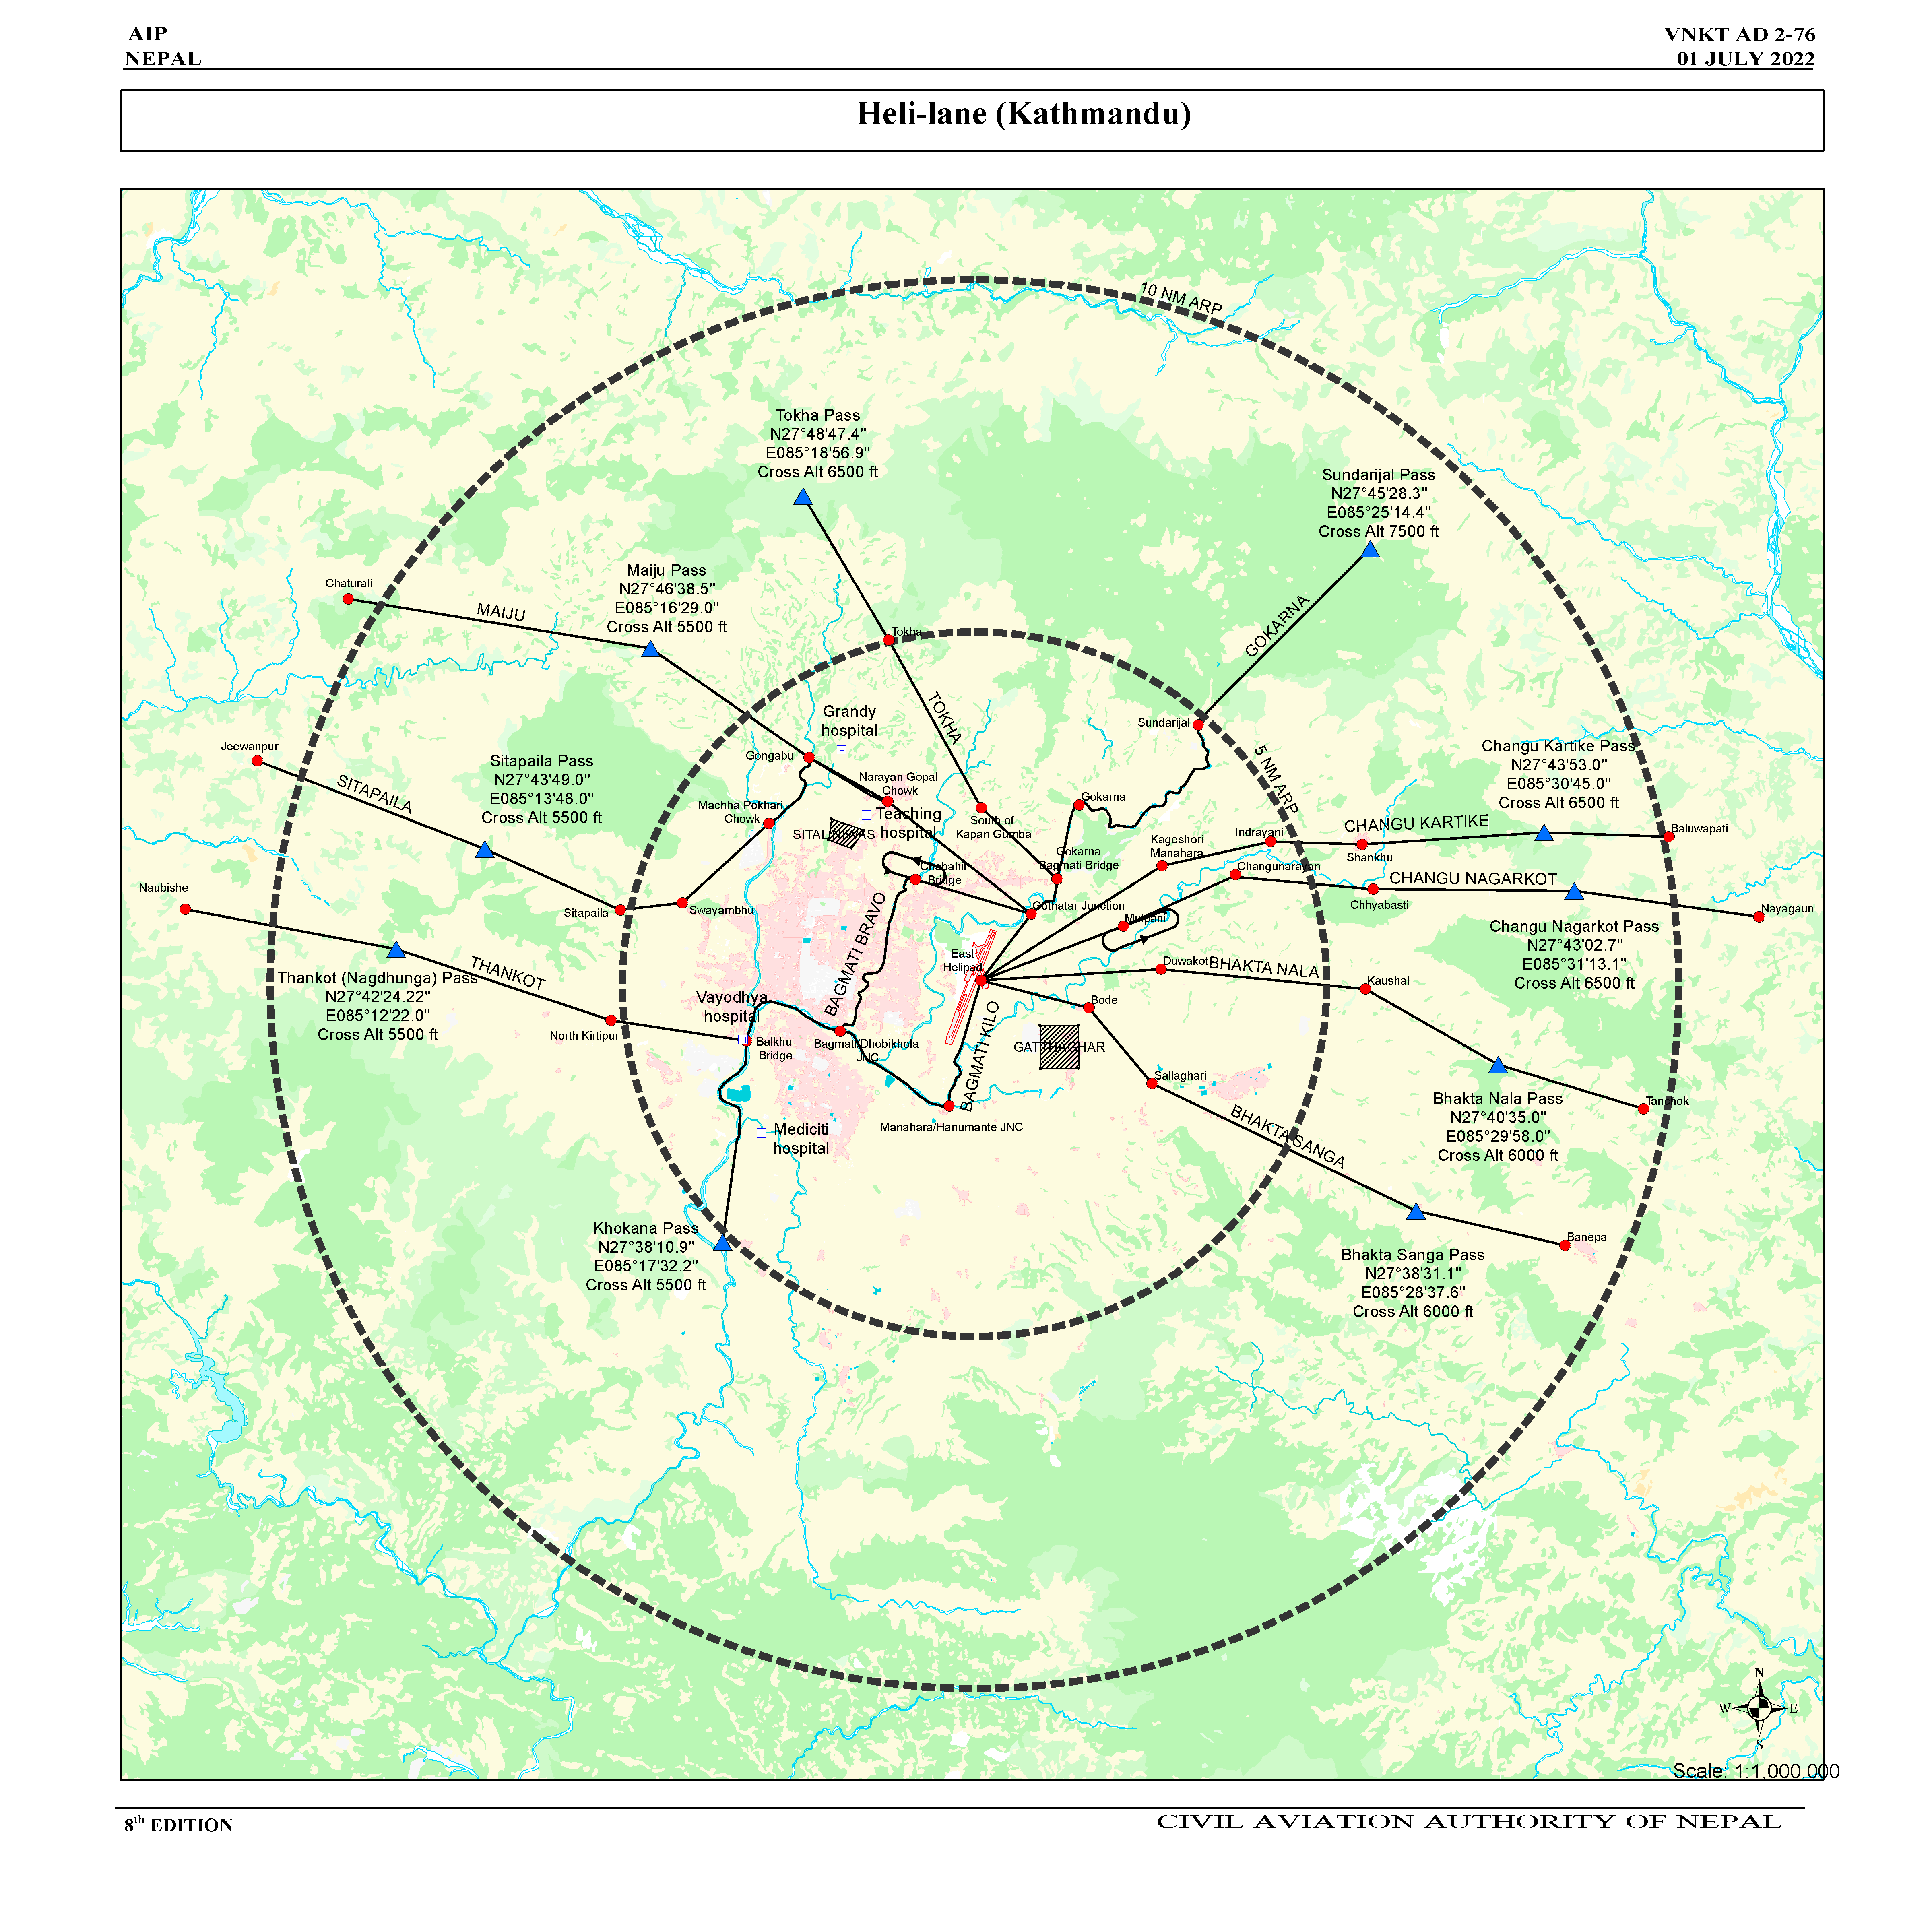 AIP
NEPAL
VNKT AD 2-76
01 JULY 2022
Heli-lane (Kathmandu)
10 NM ARP
Tokha Pass
N27°48'47.4"
E085°18'56.9"
Cross Alt 6500 ft
Sundarijal Pass
N27°45'28.3"
E085°25'14.4"
Cross Alt 7500 ft
Maiju Pass
N27°46'38.5"
E085°16'29.0"
Cross Alt 5500 ft
Chaturali
MAIJU
GOKARNA
Tokha
TOKHA
Sundarijal
Grandy
hospital
Gongabu
5 NM ARP
Jeewanpur
SITAPAILA
Sitapaila Pass
N27°43'49.0"
E085°13'48.0"
Cross Alt 5500 ft
Changu Kartike Pass
N27°43'53.0"
E085°30'45.0"
Cross Alt 6500 ft
Narayan Gopal
Chowk
Machha Pokhari
Chowk
Teaching
hospital
SITAL NIWAS
South of
Kapan Gumba
Gokarna
Gokarna
Bagmati Bridge
Kageshori
Manahara
Indrayani
CHANGU KARTIKE
Shankhu
Baluwapati
Changunarayan
CHANGU NAGARKOT
Chhyabasti
Nayagaun
Chabahil
Bridge
Naubishe
Sitapaila
Swayambhu
Gothatar Junction
Mulpani
Changu Nagarkot Pass
N27°43'02.7"
E085°31'13.1"
Cross Alt 6500 ft
THANKOT
Thankot (Nagdhunga) Pass
N27°42'24.22"
E085°12'22.0"
Cross Alt 5500 ft
BAGMATI BRAVO
East
Helipad
Duwakot
BHAKTA NALA
Kaushal
Vayodhya
hospital
Bode
North Kirtipur
Balkhu
Bridge
Bagmati/Dhobikhola
JNC
BAGMATI KILO
GATTHAGHAR
Sallaghari
Manahara/Hanumante JNC
Mediciti
hospital
BHAKTA SANGA
Bhakta Nala Pass
N27°40'35.0"
E085°29'58.0"
Cross Alt 6000 ft
Tanchok
Khokana Pass
N27°38'10.9"
E085°17'32.2"
Cross Alt 5500 ft
Banepa
Bhakta Sanga Pass
N27°38'31.1"
E085°28'37.6"
Cross Alt 6000 ft
N
W
E
S
Scale: 1:1,000,000
8th EDITION
CIVIL AVIATION AUTHORITY OF NEPAL